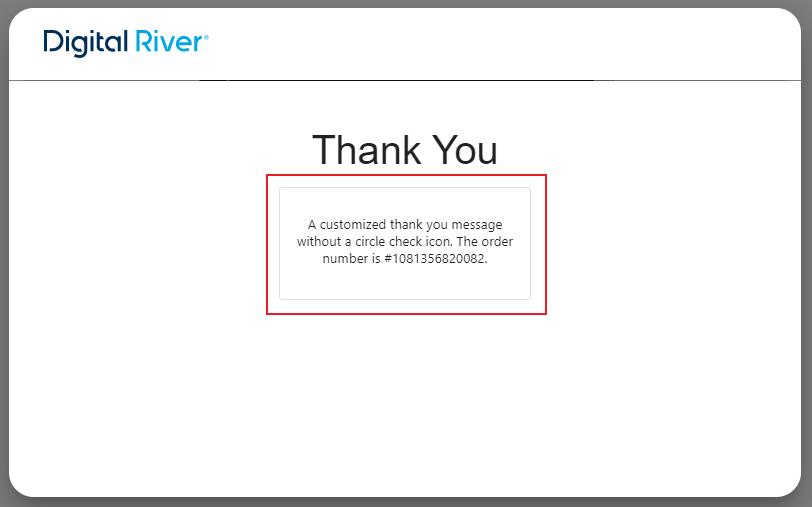 Digital River®
Thank You
A customized thank you message
without a circle check icon. The order
number is #1081356820082.